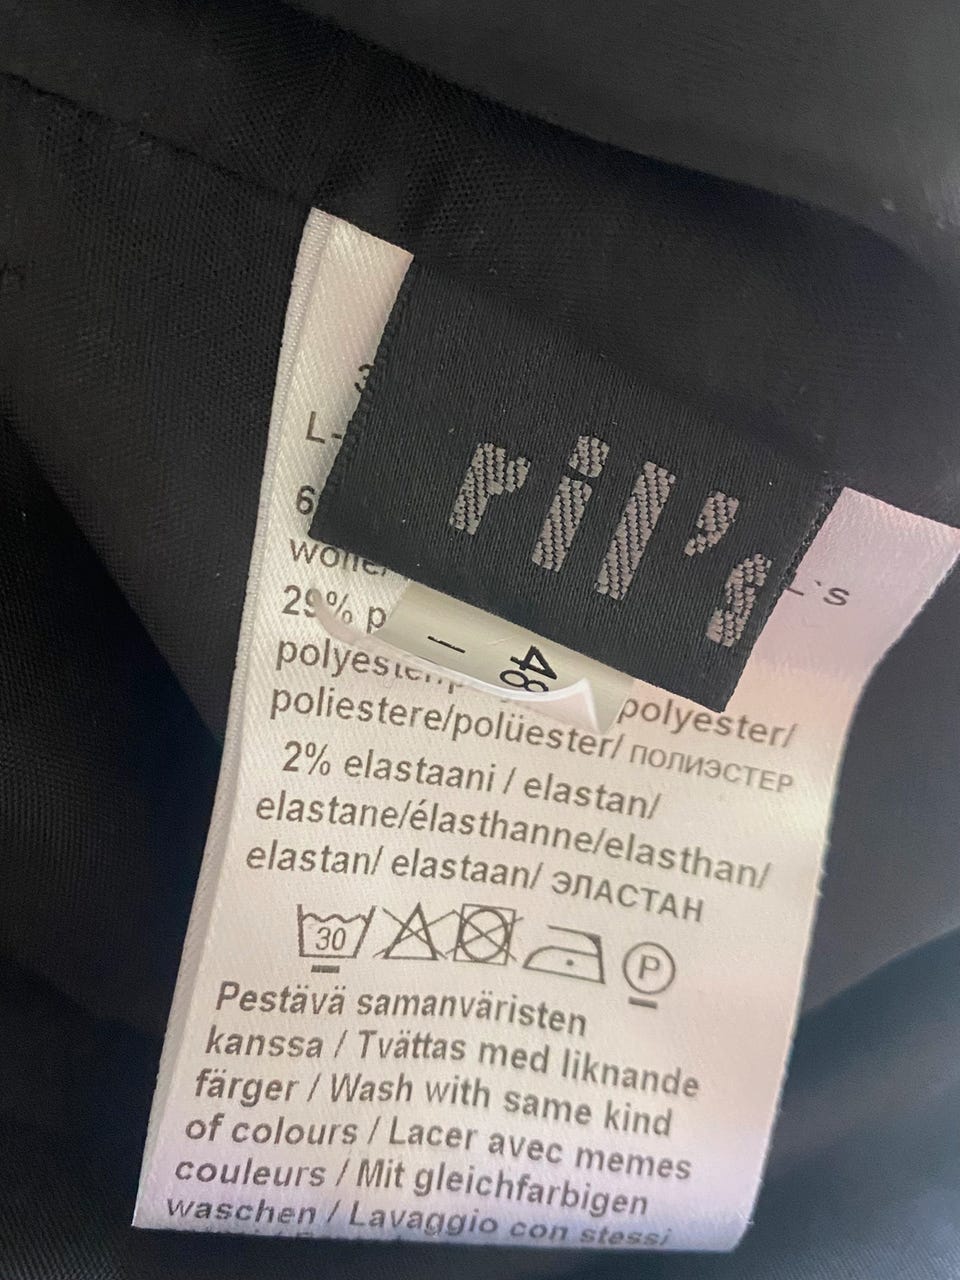 ril's
L-
6
29% p
48
L's
polyester/
poliestere/polüester/ полиэстер
2% elastaani / elastan/
elastane/élasthanne/elasthan/
elastan/ elastaan/ ЭЛАСТАН
30
P
Pestävä samanväristen
kanssa / Tvättas med liknande
färger / Wash with same kind
of colours / Lacer avec memes
couleurs / Mit gleichfarbigen
waschen / Lavaggio con stessi